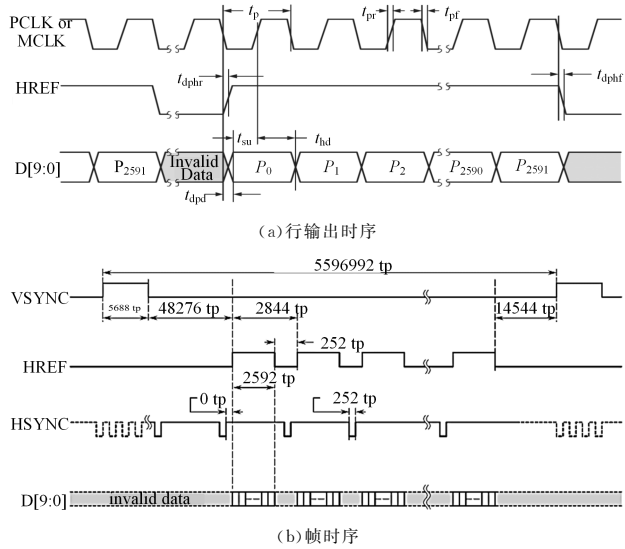 PCLK or
MCLK
tp
tpr
tpf
HREF
tdphr
tdphf
tsu
thd
D[9:0]
P2591
Invalid
Data
P0
P1
P2
P2590
P2591
tdpd
(a)行输出时序
5596992 tp
VSYNC
5688 tp
48276 tp
2844 tp
14544 tp
252 tp
HREF
2592 tp
0 tp
252 tp
HSYNC
D[9:0]
invalid data
(b)帧时序